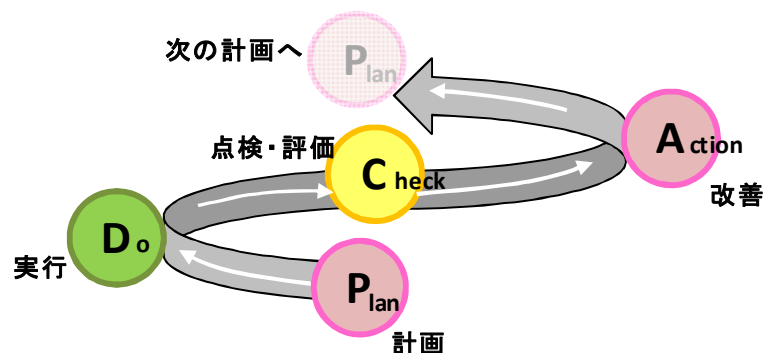 次の計画へ
Plan
点検・評価
Check
Action
改善
Do
実行
Plan
計画